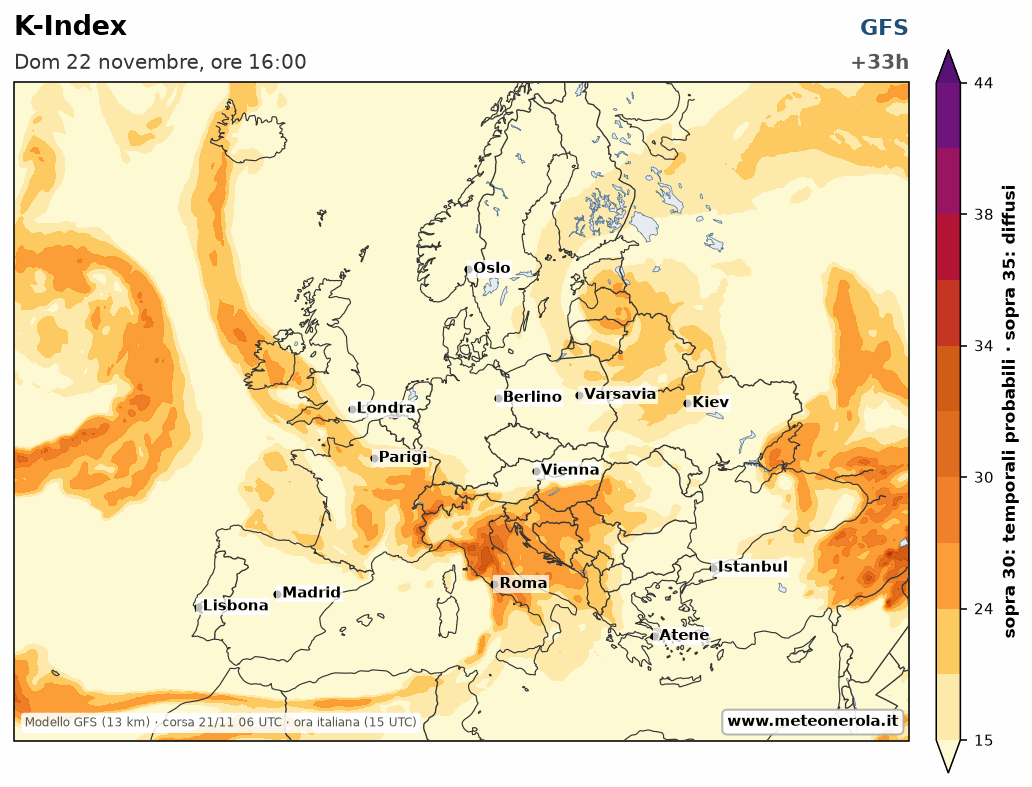 K-Index
GFS
Dom 22 novembre, ore 16:00
+33h
44
38
34
30
24
15
sopra 30: temporali probabili · sopra 35: diffusi
Oslo
Berlino
Varsavia
Kiev
Londra
Parigi
Vienna
Istanbul
Roma
Madrid
Lisbona
Atene
Modello GFS (13 km) · corsa 21/11 06 UTC · ora italiana (15 UTC)
www.meteonerola.it